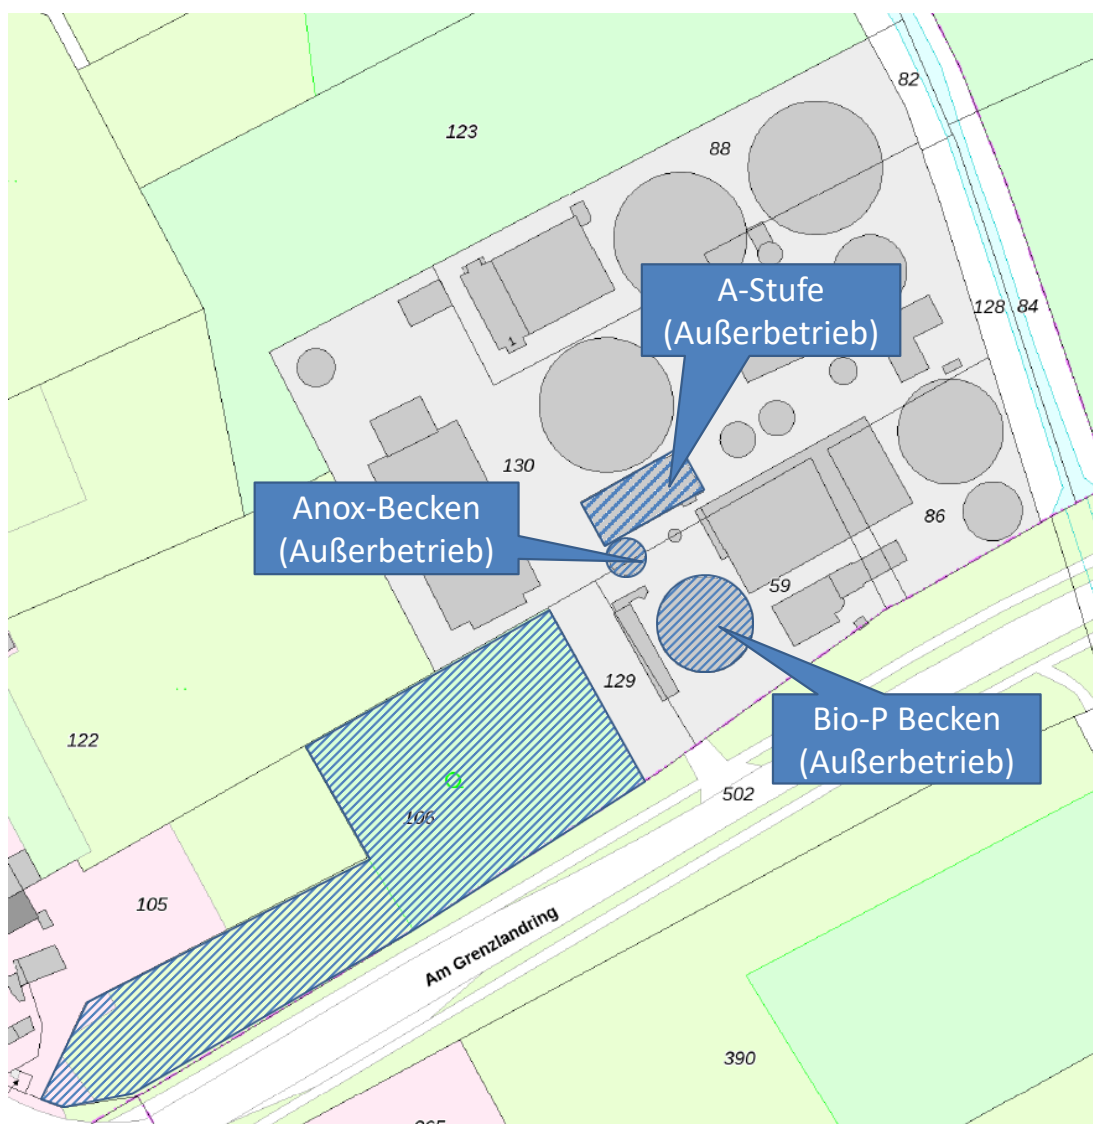 82
123
88
A-Stufe
(Außerbetrieb)
128
84
1
130
Anox-Becken
(Außerbetrieb)
86
59
129
Bio-P Becken
(Außerbetrieb)
122
502
106
105
Am Grenzlandring
390